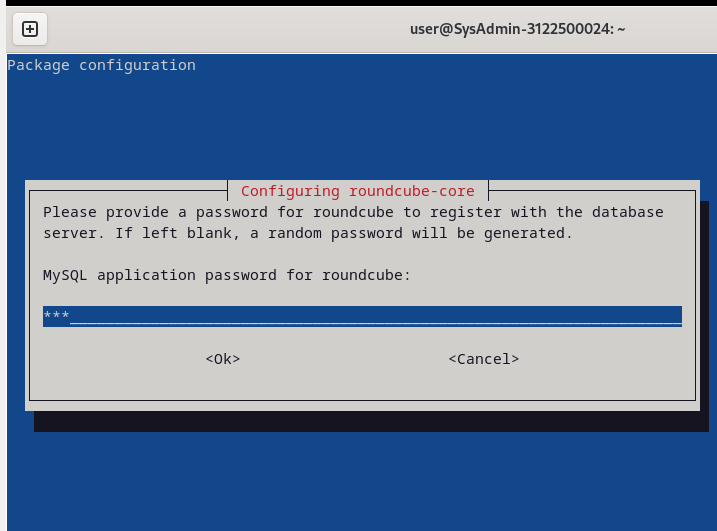 user@SysAdmin-3122500024: ~
Package configuration
Configuring roundcube-core
Please provide a password for roundcube to register with the database
server. If left blank, a random password will be generated.
MySQL application password for roundcube:
***
<Ok> <Cancel>